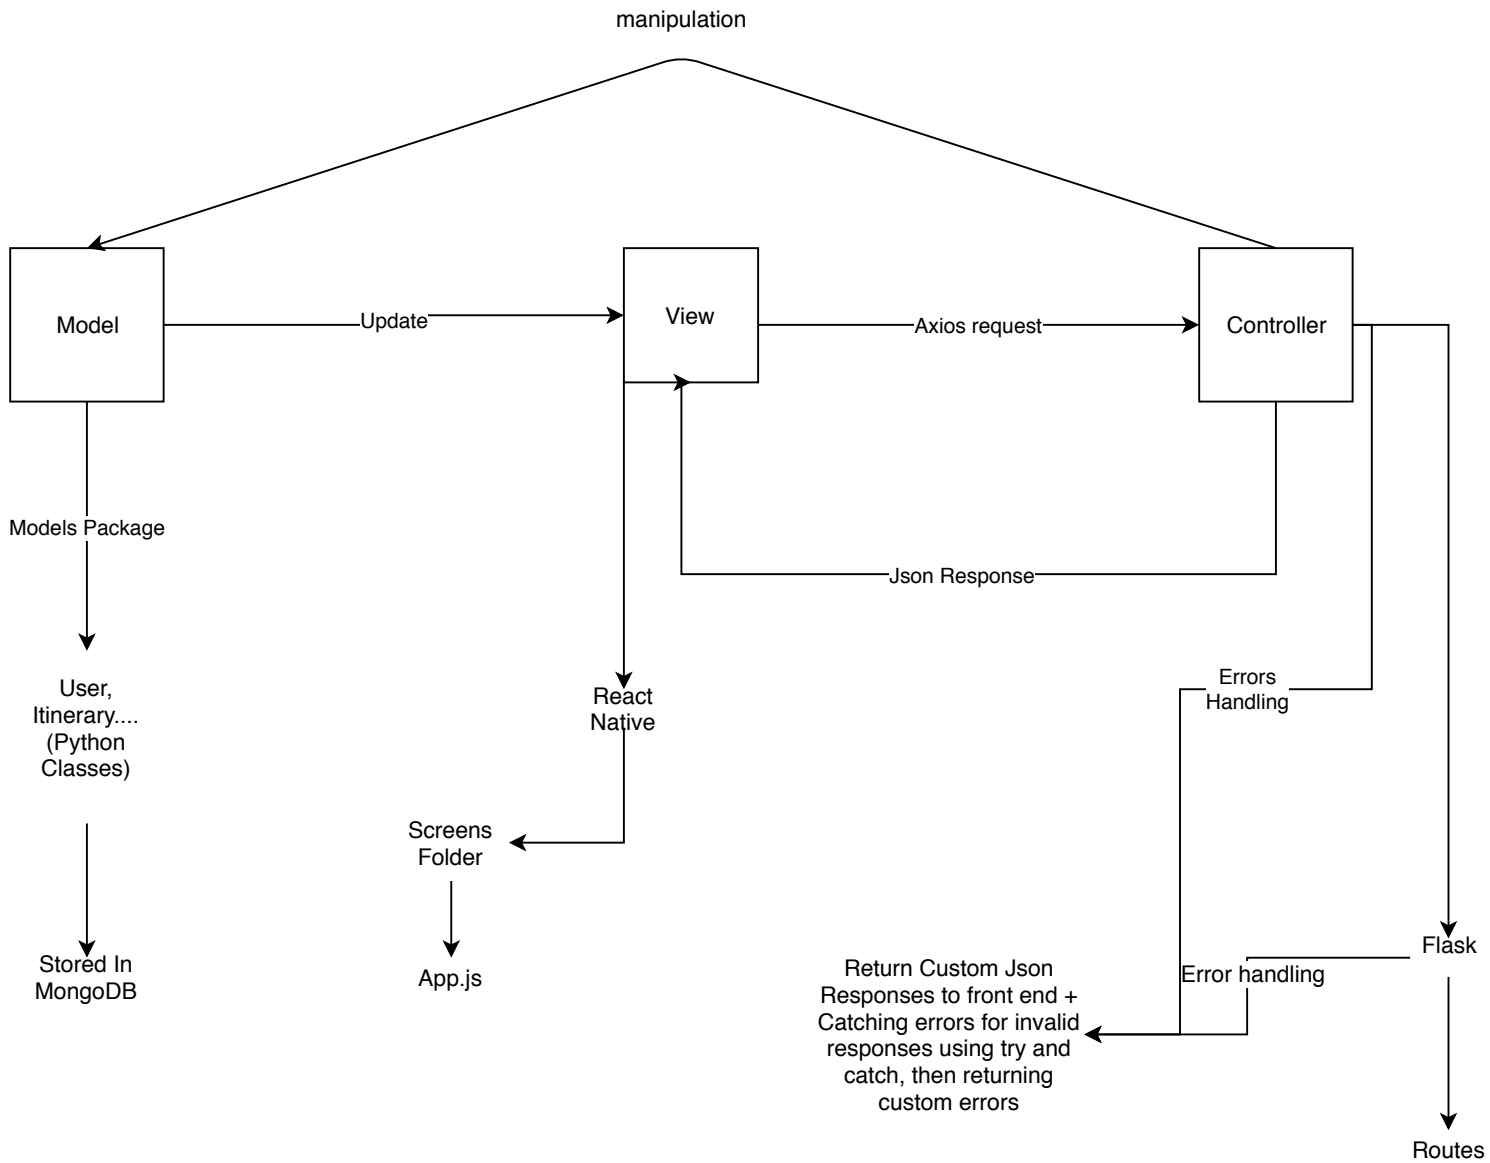 manipulation
Model
Update
View
Axios request
Controller
Models Package
Json Response
User,
Itinerary....
(Python
Classes)
React
Native
Errors
Handling
Screens
Folder
Stored In
MongoDB
App.js
Return Custom Json
Responses to front end +
Catching errors for invalid
responses using try and
catch, then returning
custom errors
Error handling
Flask
Routes